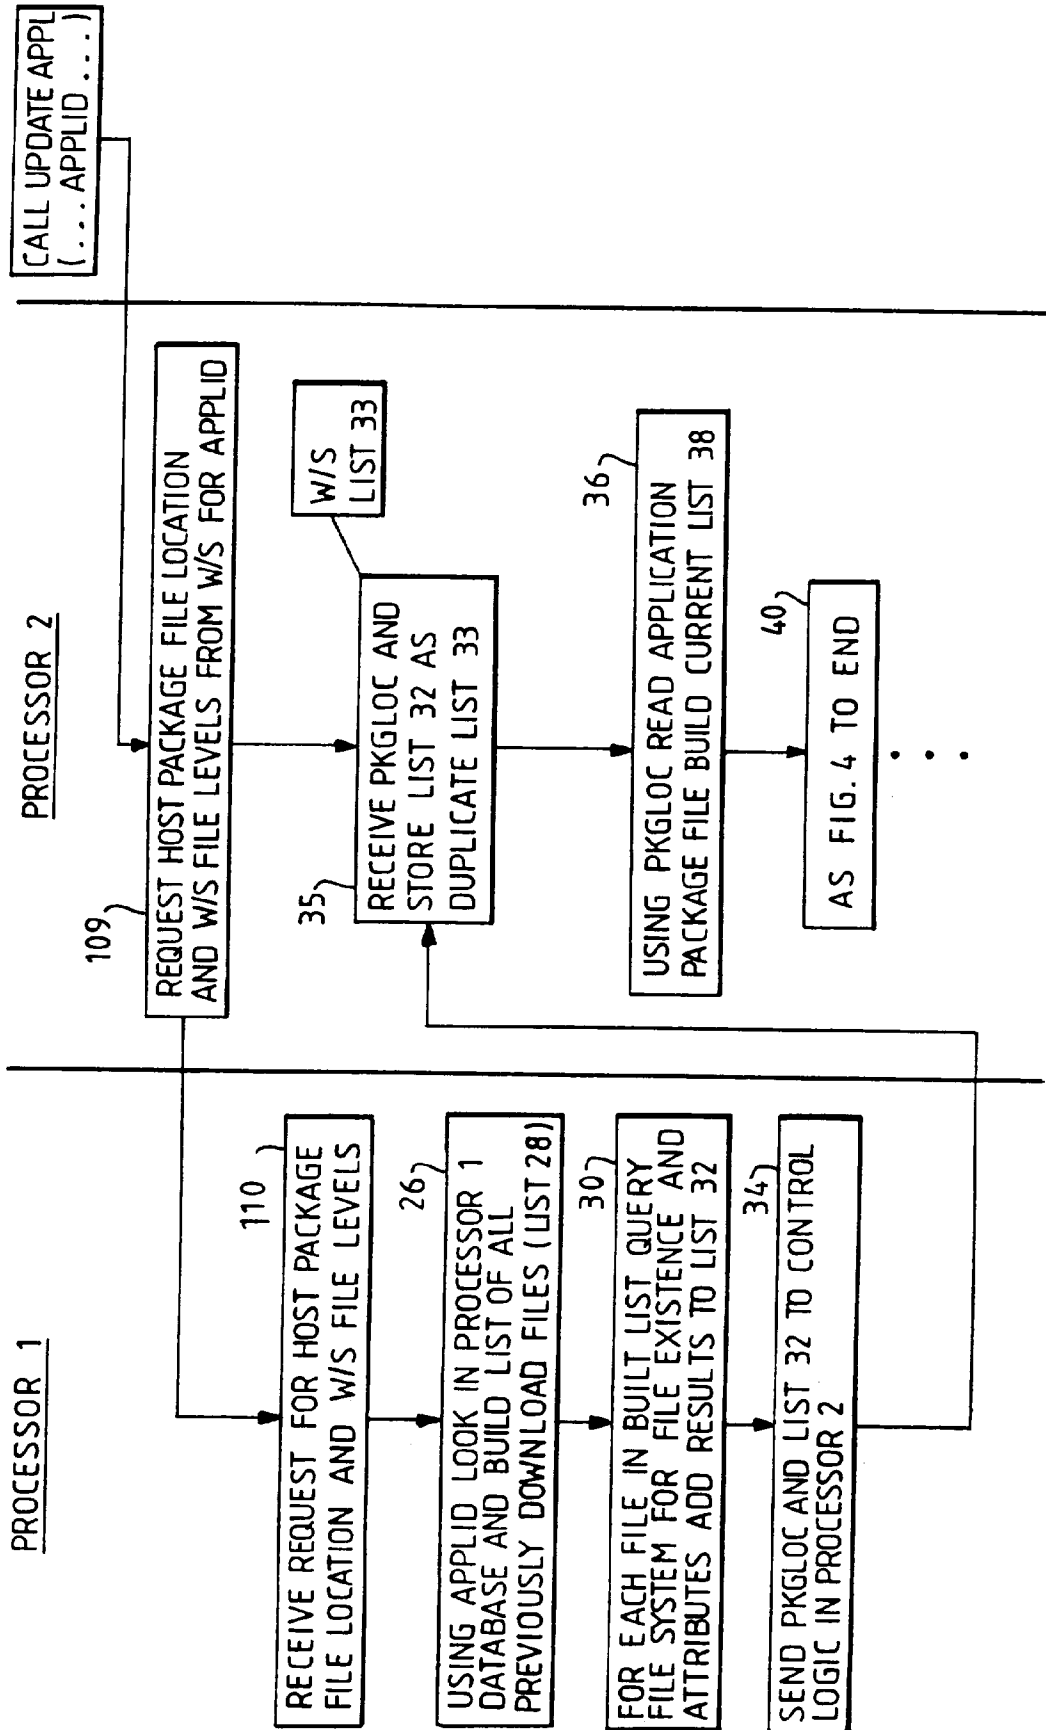 PROCESSOR 1
110
RECEIVE REQUEST FOR HOST PACKAGE
FILE LOCATION AND W/S FILE LEVELS
26
USING APPLID LOOK IN PROCESSOR 1
DATABASE AND BUILD LIST OF ALL
PREVIOUSLY DOWNLOAD FILES (LIST 28)
30
FOR EACH FILE IN BUILT LIST QUERY
FILE SYSTEM FOR FILE EXISTENCE AND
ATTRIBUTES ADD RESULTS TO LIST 32
34
SEND PKGLOC AND LIST 32 TO CONTROL
LOGIC IN PROCESSOR 2
PROCESSOR 2
109
REQUEST HOST PACKAGE FILE LOCATION
AND W/S FILE LEVELS FROM W/S FOR APPLID
35
RECEIVE PKGLOC AND
STORE LIST 32 AS
DUPLICATE LIST 33
W/S
LIST 33
36
USING PKGLOC READ APPLICATION
PACKAGE FILE BUILD CURRENT LIST 38
40
AS FIG. 4 TO END
. . .
CALL UPDATE APPL
(... APPLID ...)